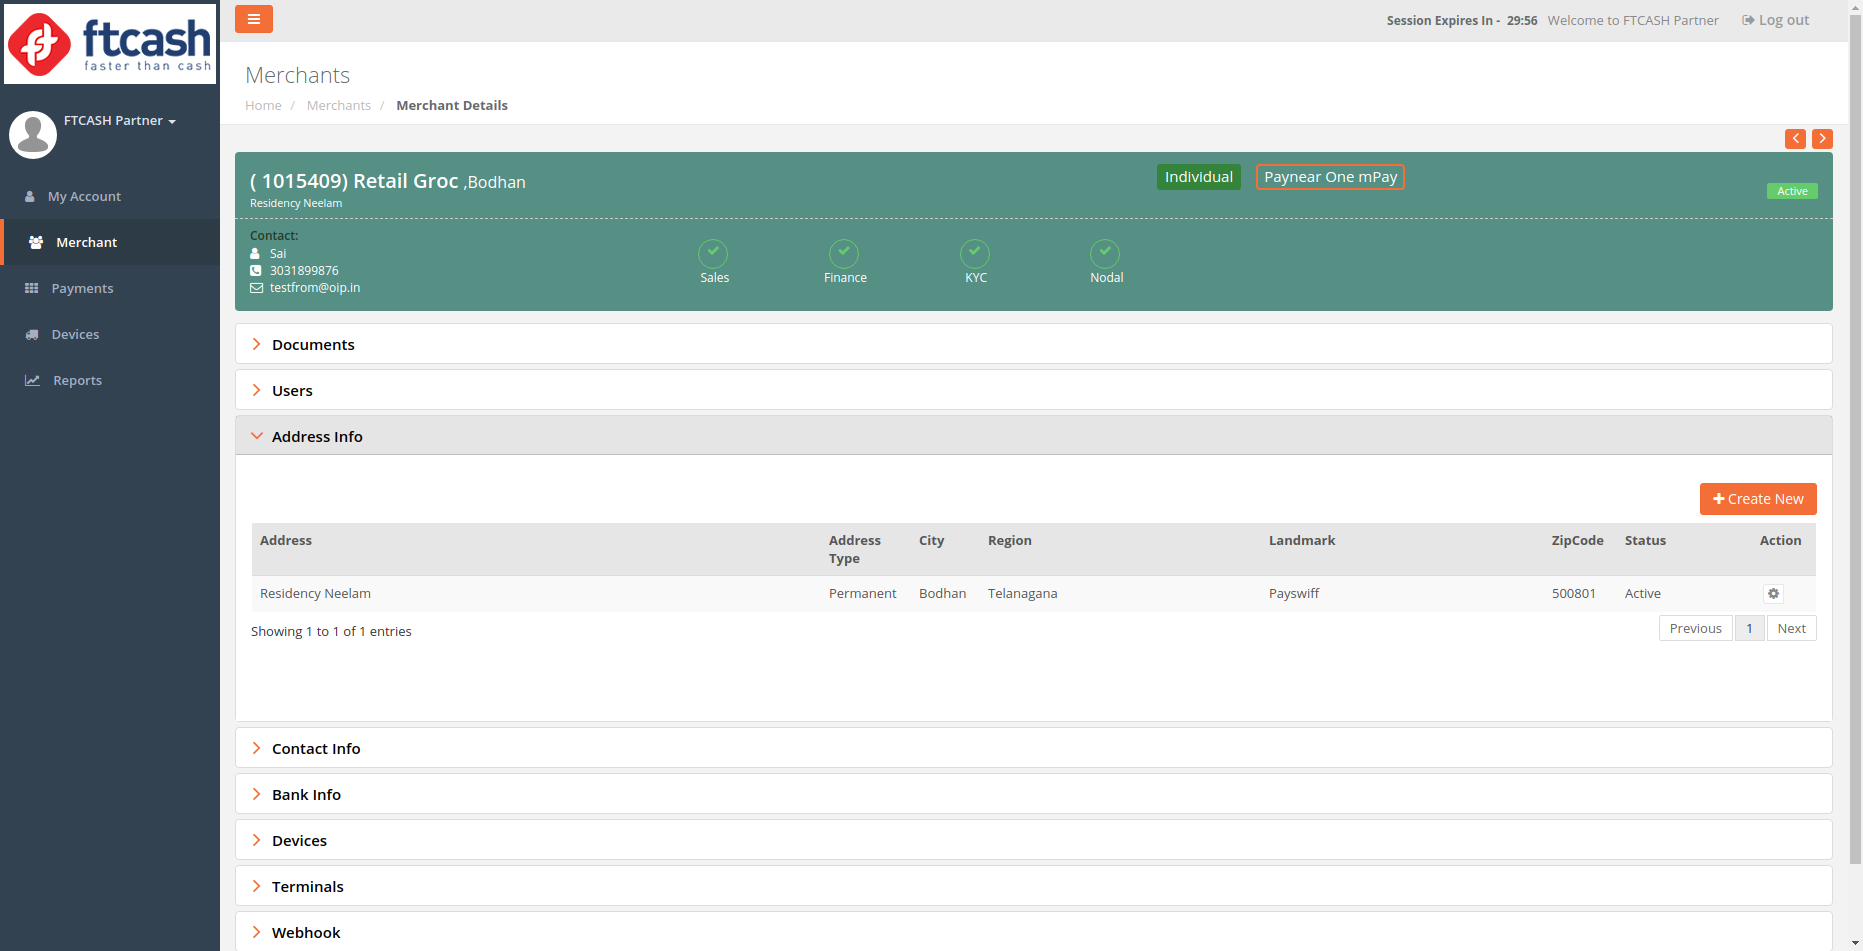 ftcash
faster than cash
Session Expires In - 29:56 Welcome to FTCASH Partner Log out
Merchants
Home / Merchants / Merchant Details
FTCASH Partner
My Account
Merchant
Payments
Devices
Reports
( 1015409) Retail Groc ,Bodhan
Residency Neelam
Individual Paynear One mPay
Active
Contact:
Sai
3031899876
testfrom@oip.in
Sales Finance KYC Nodal
Documents
Users
Address Info
Create New
Address Address Type City Region Landmark ZipCode Status Action
Residency Neelam Permanent Bodhan Telanagana Payswiff 500801 Active
Showing 1 to 1 of 1 entries
Previous 1 Next
Contact Info
Bank Info
Devices
Terminals
Webhook